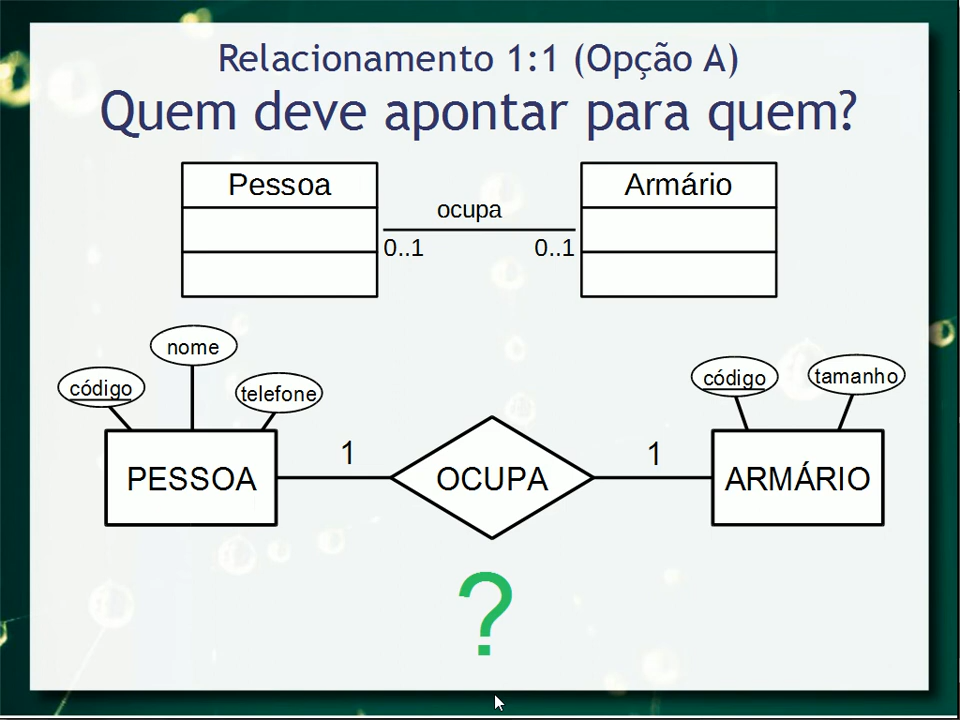 Relacionamento 1:1 (Opção A)
Quem deve apontar para quem?
Pessoa
Armário
ocupa
0..1
0..1
nome
código
telefone
código
tamanho
1
1
PESSOA
OCUPA
ARMÁRIO
?